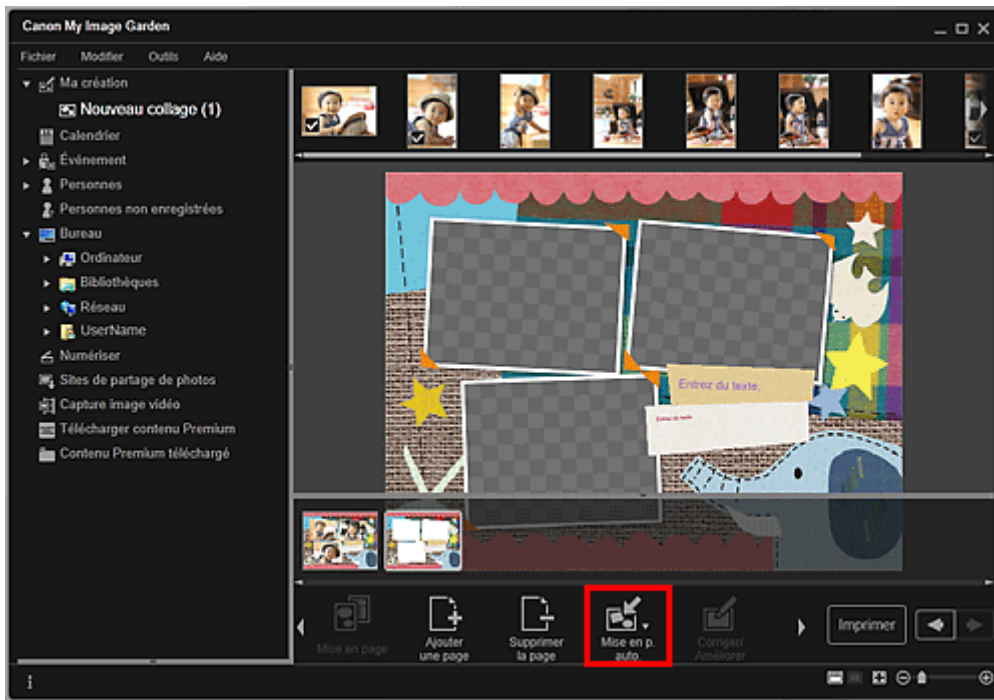 Canon My Image Garden
Fichier Modifier Outils Aide
Ma création
Nouveau collage (1)
Calendrier
Événement
Personnes
Personnes non enregistrées
Bureau
Ordinateur
Bibliothèques
Réseau
UserName
Numériser
Sites de partage de photos
Capture image vidéo
Télécharger contenu Premium
Contenu Premium téléchargé
Entrez du texte.
Entrez du texte.
Mise en page
Ajouter
une page
Supprimer
la page
Mise en p.
auto
Corriger/
Améliorer
Imprimer